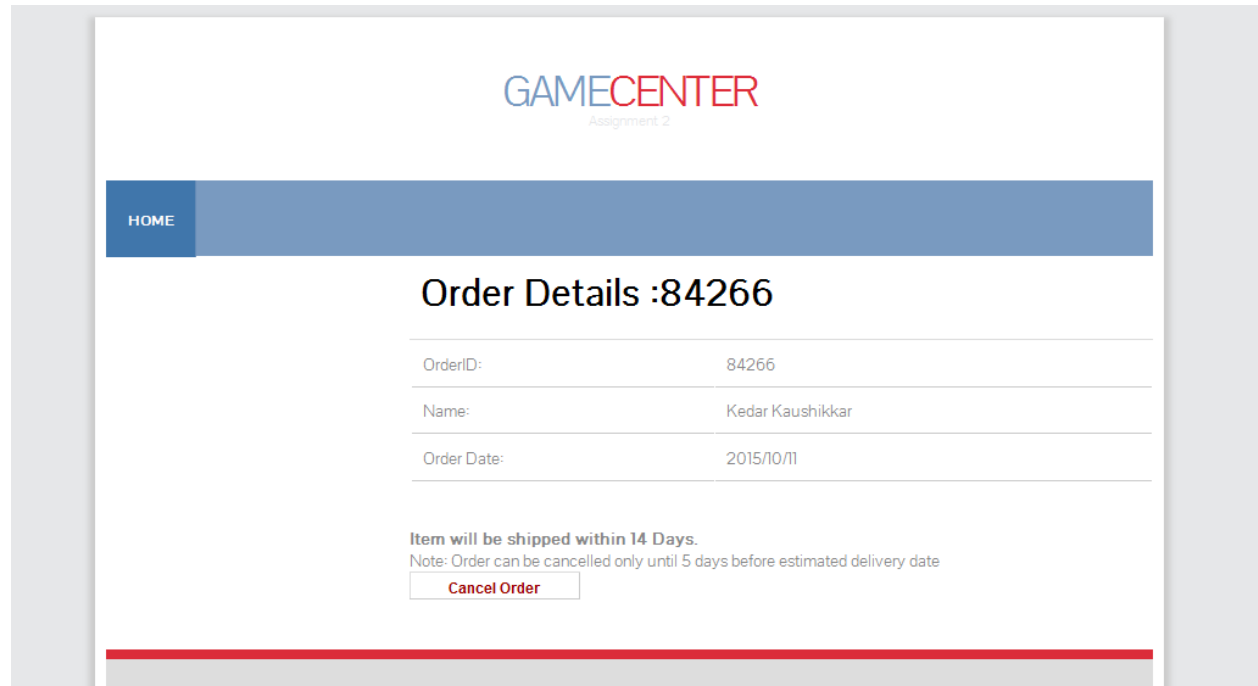 GAMECENTER
Assignment 2
HOME
Order Details :84266
OrderID: 84266
Name: Kedar Kaushikkar
Order Date: 2015/10/11
Item will be shipped within 14 Days.
Note: Order can be cancelled only until 5 days before estimated delivery date
Cancel Order